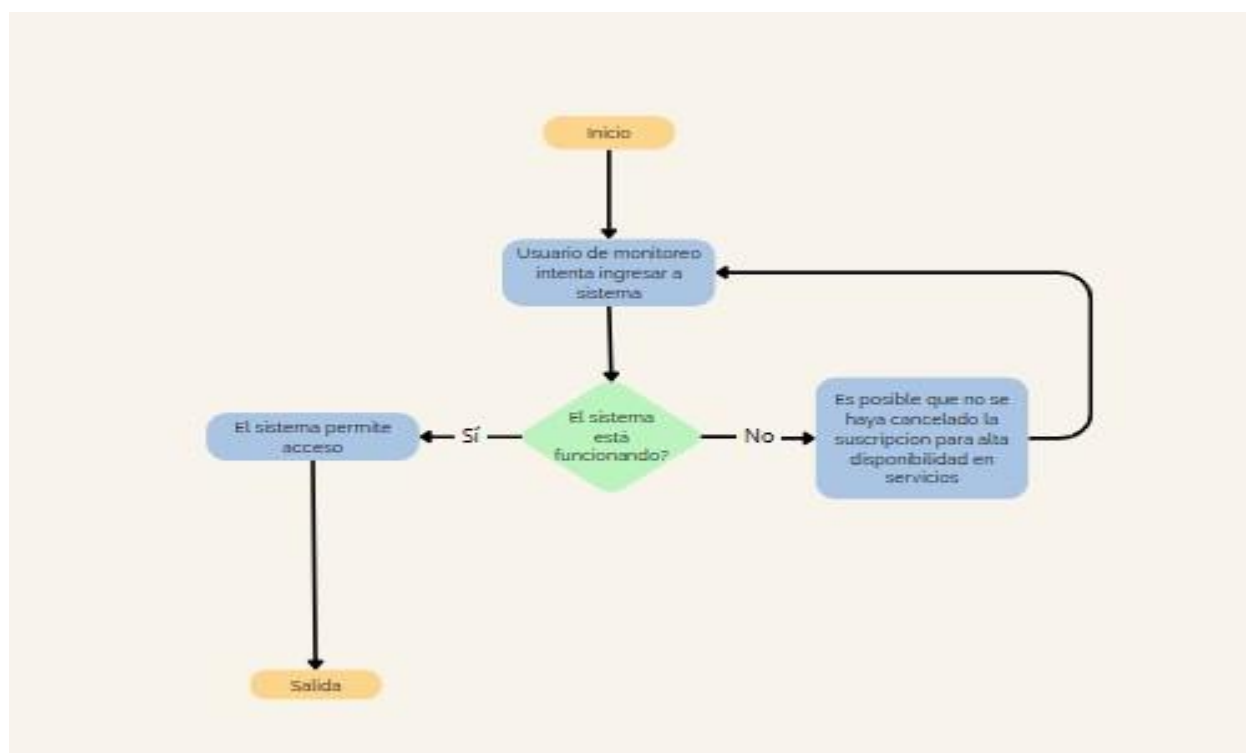 Inicio
Usuario de monitoreo
intenta ingresar a
sistema
El sistema
está
funcionando?
Sí
No
El sistema permite
acceso
Es posible que no se
haya cancelado la
suscripcion para alta
disponibilidad en
servicios
Salida